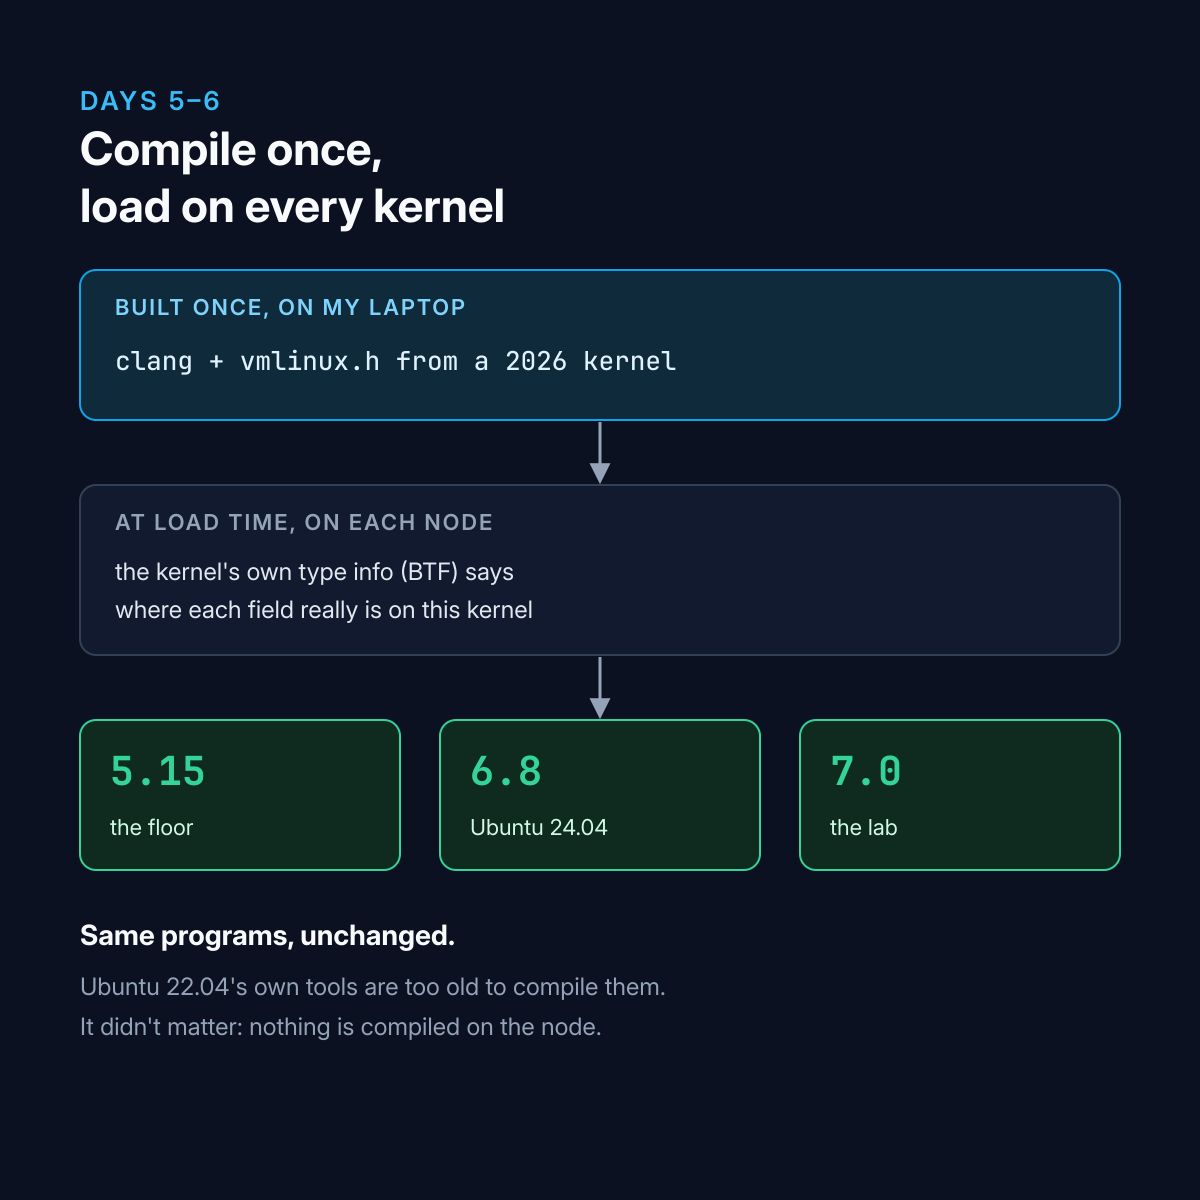 DAYS 5–6
Compile once,
load on every kernel
BUILT ONCE, ON MY LAPTOP
clang + vmlinux.h from a 2026 kernel
AT LOAD TIME, ON EACH NODE
the kernel's own type info (BTF) says
where each field really is on this kernel
5.15
the floor
6.8
Ubuntu 24.04
7.0
the lab
Same programs, unchanged.
Ubuntu 22.04's own tools are too old to compile them.
It didn't matter: nothing is compiled on the node.